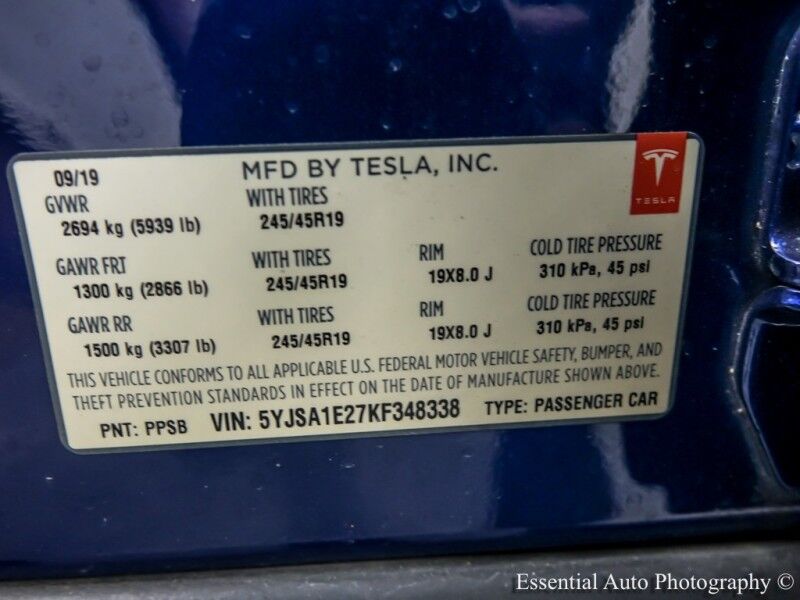 09/19 MFD BY TESLA, INC.
TESLA
GVWR WITH TIRES
2694 kg (5939 lb) 245/45R19
GAWR FRT WITH TIRES RIM COLD TIRE PRESSURE
1300 kg (2866 lb) 245/45R19 19X8.0 J 310 kPa, 45 psi
GAWR RR WITH TIRES RIM COLD TIRE PRESSURE
1500 kg (3307 lb) 245/45R19 19X8.0 J 310 kPa, 45 psi
THIS VEHICLE CONFORMS TO ALL APPLICABLE U.S. FEDERAL MOTOR VEHICLE SAFETY, BUMPER, AND
THEFT PREVENTION STANDARDS IN EFFECT ON THE DATE OF MANUFACTURE SHOWN ABOVE.
PNT: PPSB VIN: 5YJSA1E27KF348338 TYPE: PASSENGER CAR
Essential Auto Photography ©